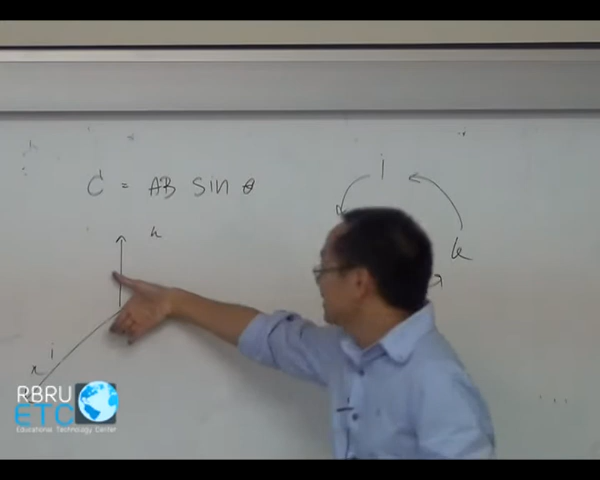 C = AB Sin θ
i
k
k
i
x
RBRU
ETC
Educational Technology Center